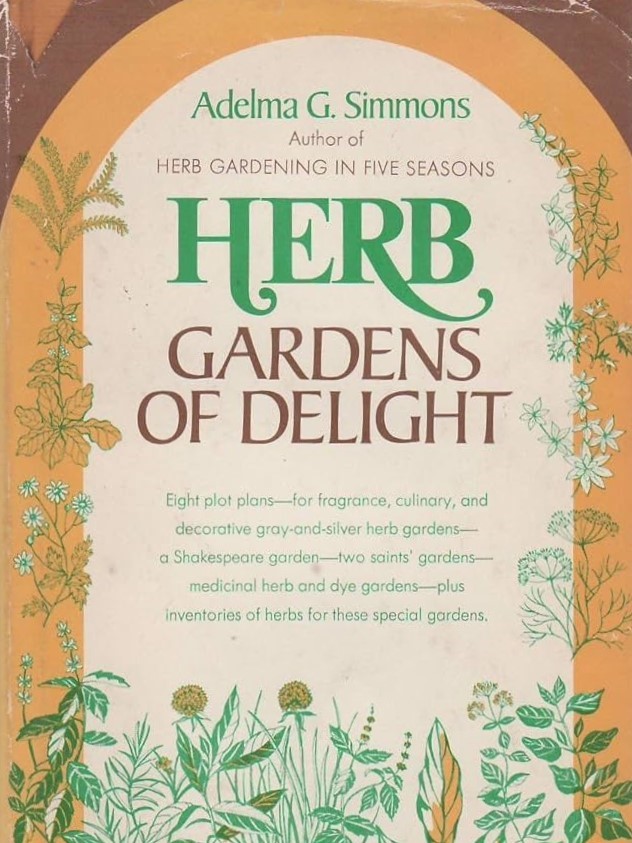 Adelma G. Simmons
Author of
HERB GARDENING IN FIVE SEASONS
HERB
GARDENS
OF DELIGHT
Eight plot plans—for fragrance, culinary, and
decorative gray-and-silver herb gardens—
a Shakespeare garden—two saints' gardens—
medicinal herb and dye gardens—plus
inventories of herbs for these special gardens.